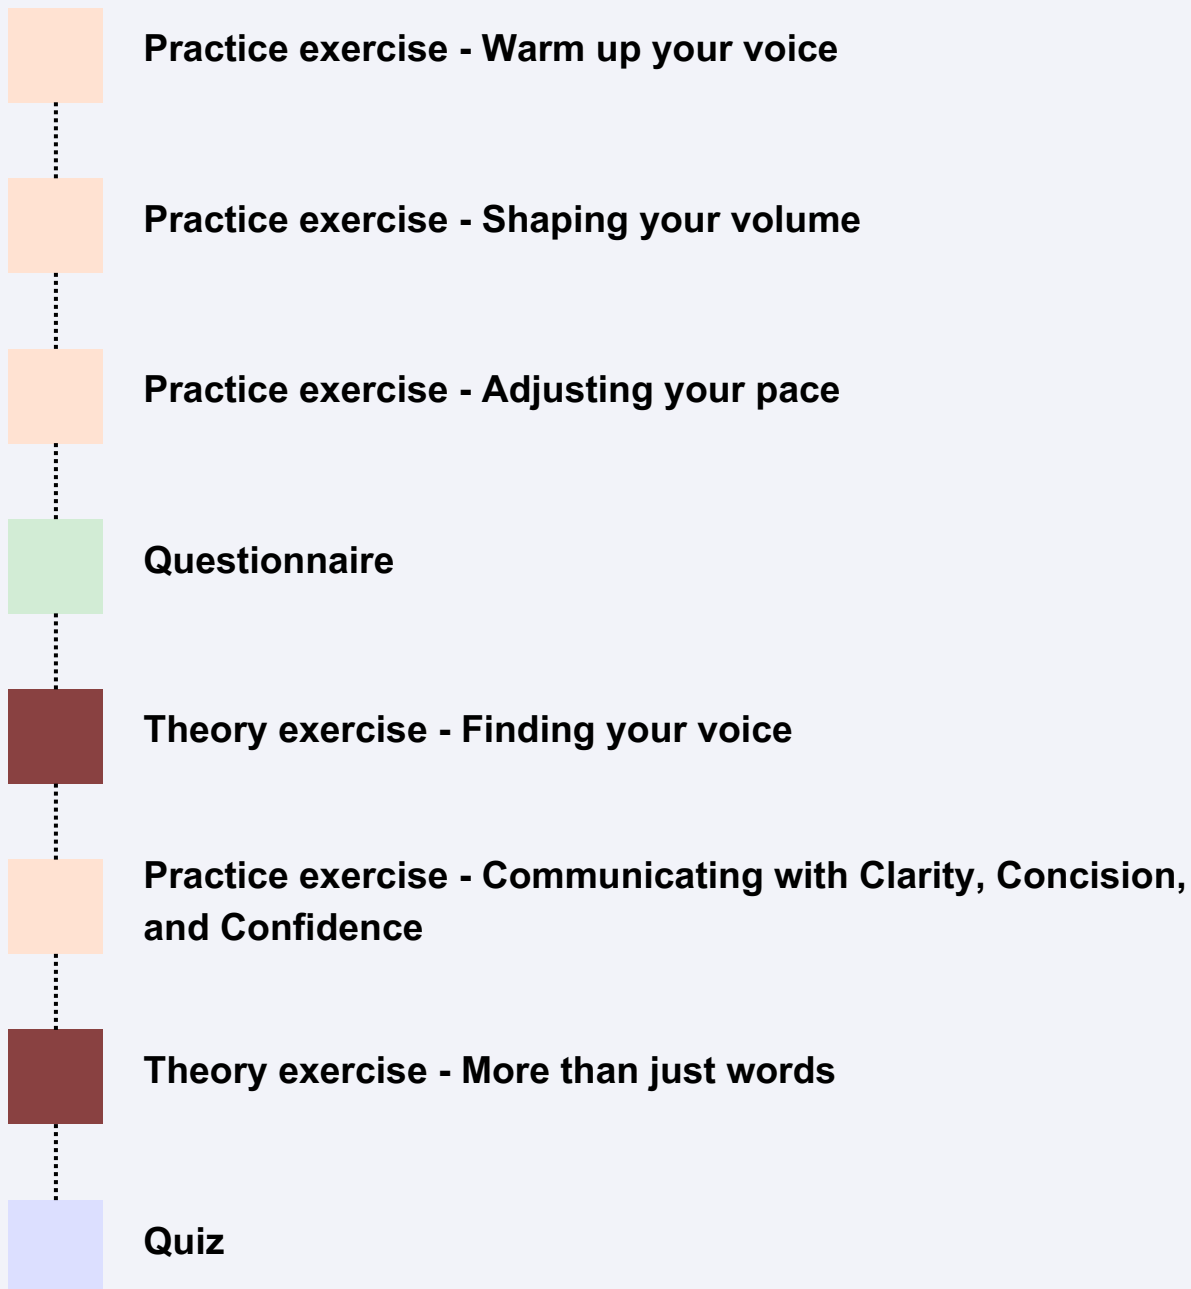 Practice exercise - Warm up your voice
Practice exercise - Shaping your volume
Practice exercise - Adjusting your pace
Questionnaire
Theory exercise - Finding your voice
Practice exercise - Communicating with Clarity, Concision,
and Confidence
Theory exercise - More than just words
Quiz